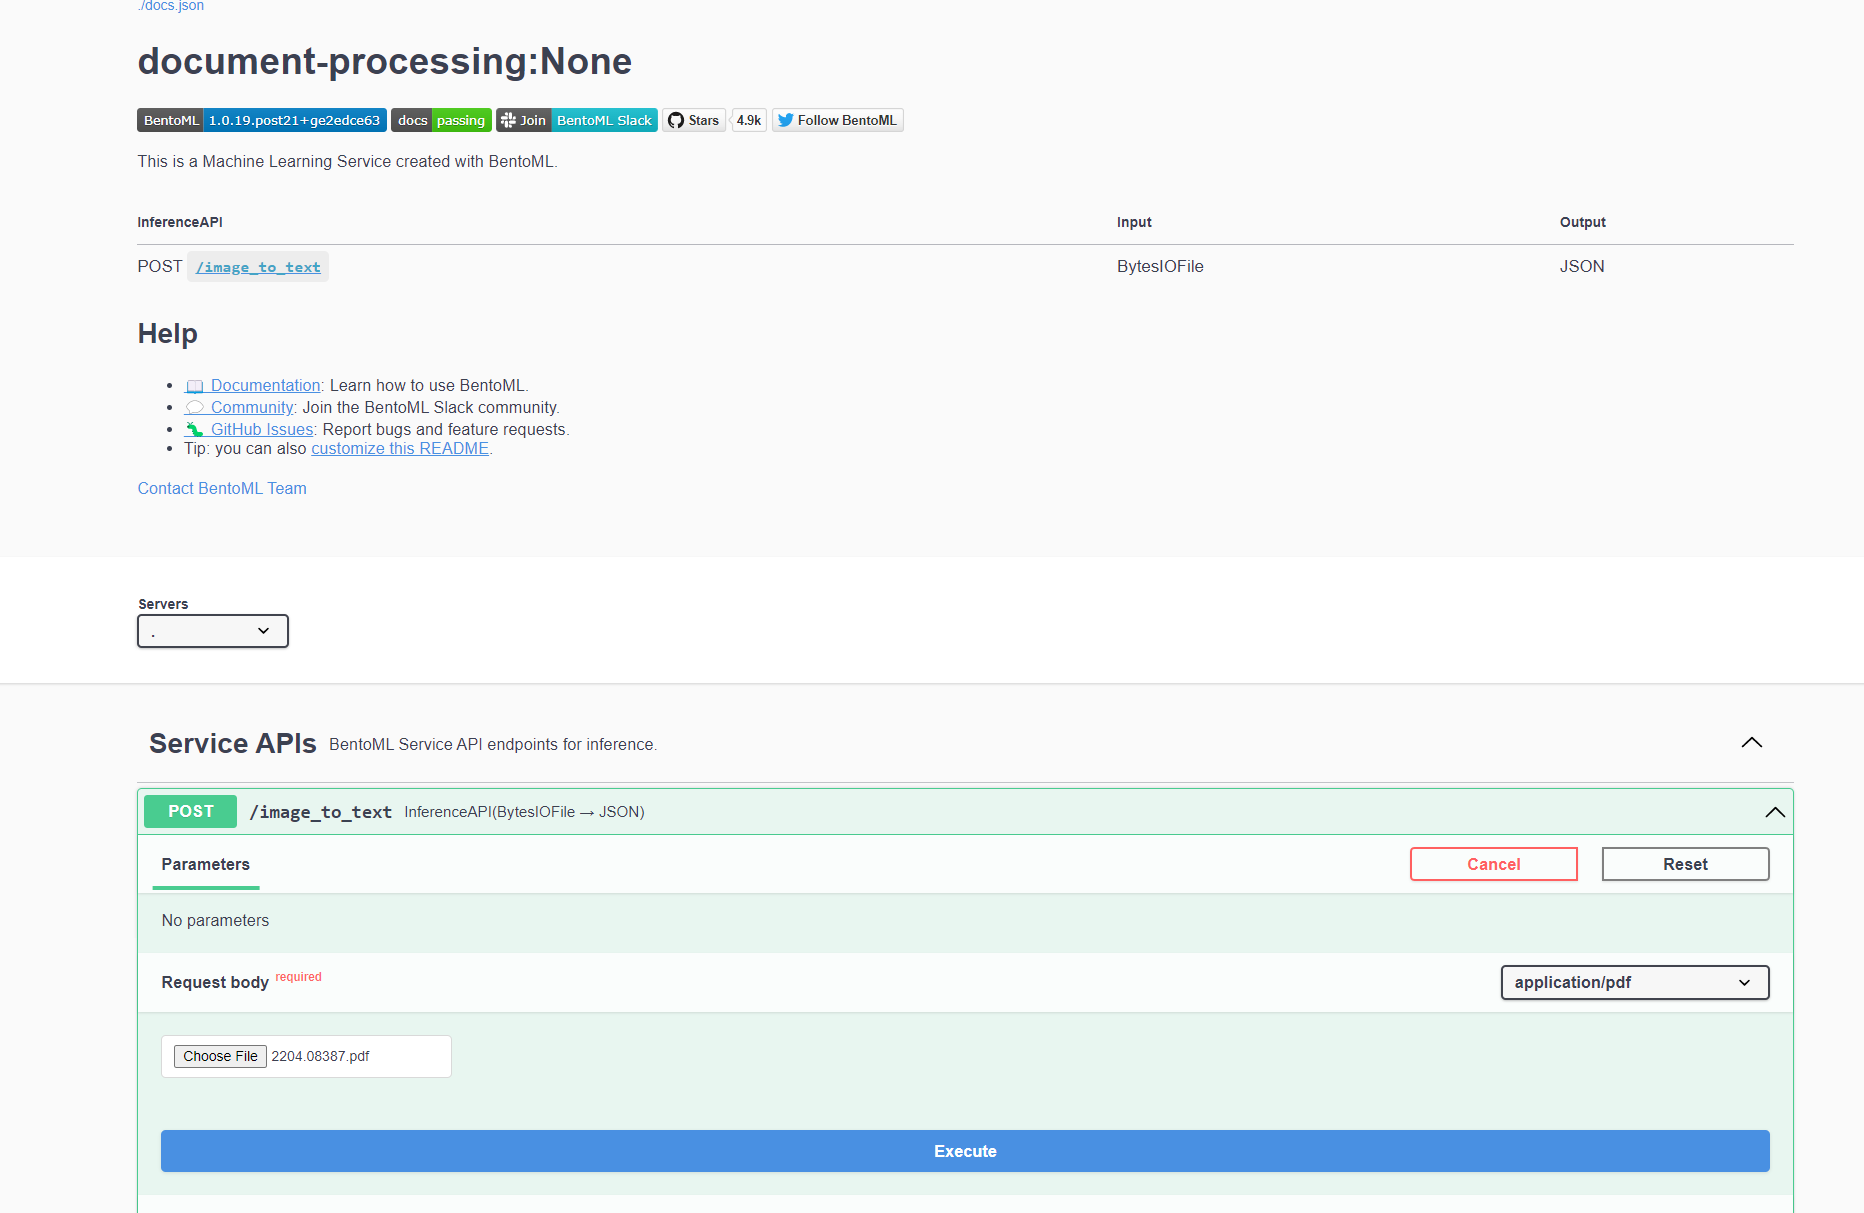 ./docs.json
document-processing:None
BentoML 1.0.19.post21+ge2edce63 docs passing Join BentoML Slack Stars 4.9k Follow BentoML
This is a Machine Learning Service created with BentoML.
InferenceAPI Input Output
POST /image_to_text BytesIOFile JSON
Help
Documentation: Learn how to use BentoML.
Community: Join the BentoML Slack community.
GitHub Issues: Report bugs and feature requests.
Tip: you can also customize this README.
Contact BentoML Team
Servers
.
Service APIs BentoML Service API endpoints for inference.
POST /image_to_text InferenceAPI(BytesIOFile → JSON)
Parameters Cancel Reset
No parameters
Request body required application/pdf
Choose File 2204.08387.pdf
Execute